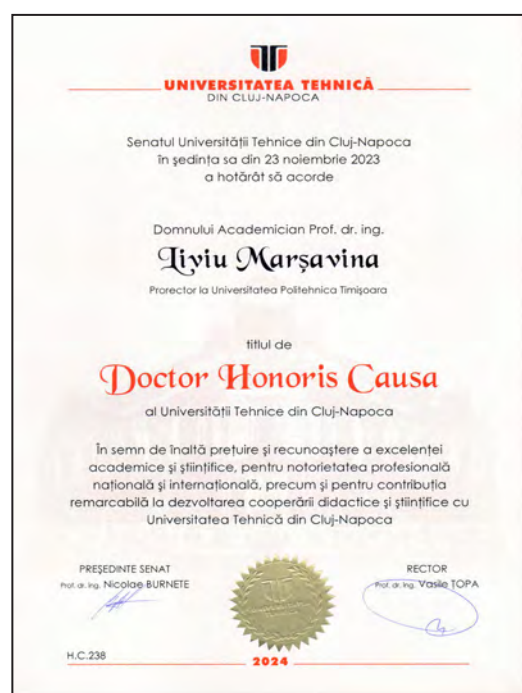 UNIVERSITATEA TEHNICĂ
DIN CLUJ-NAPOCA
Senatul Universității Tehnice din Cluj-Napoca
în ședința sa din 23 noiembrie 2023
a hotărât să acorde
Domnului Academician Prof. dr. ing.
Liviu Marșavina
Prorector la Universitatea Politehnica Timișoara
titlul de
Doctor Honoris Causa
al Universității Tehnice din Cluj-Napoca
În semn de înaltă prețuire și recunoaștere a excelenței
academice și științifice, pentru notorietatea profesională
națională și internațională, precum și pentru contribuția
remarcabilă la dezvoltarea cooperării didactice și științifice cu
Universitatea Tehnică din Cluj-Napoca
PREȘEDINTE SENAT
Prof. dr. ing. Nicolae BURNETE
RECTOR
Prof. dr. ing. Vasile ȚOPA
H.C.238
2024